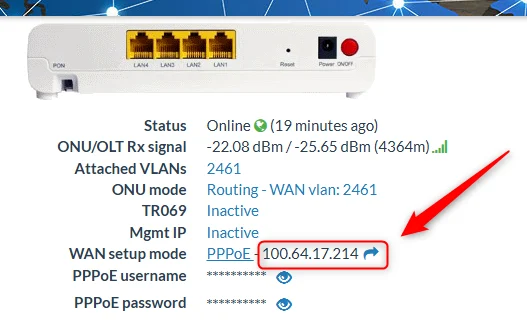 PON
LAN4 LAN3 LAN2 LAN1
Reset
Power
ON/OFF
Status Online (19 minutes ago)
ONU/OLT Rx signal -22.08 dBm / -25.65 dBm (4364m)
Attached VLANs 2461
ONU mode Routing - WAN vlan: 2461
TR069 Inactive
Mgmt IP Inactive
WAN setup mode PPPoE - 100.64.17.214
PPPoE username **********
PPPoE password **********